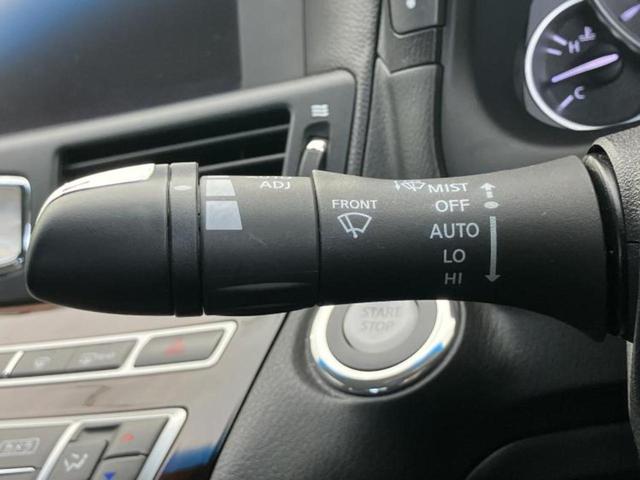 H
C
ADJ
FRONT
MIST
OFF
AUTO
LO
HI
START
STOP